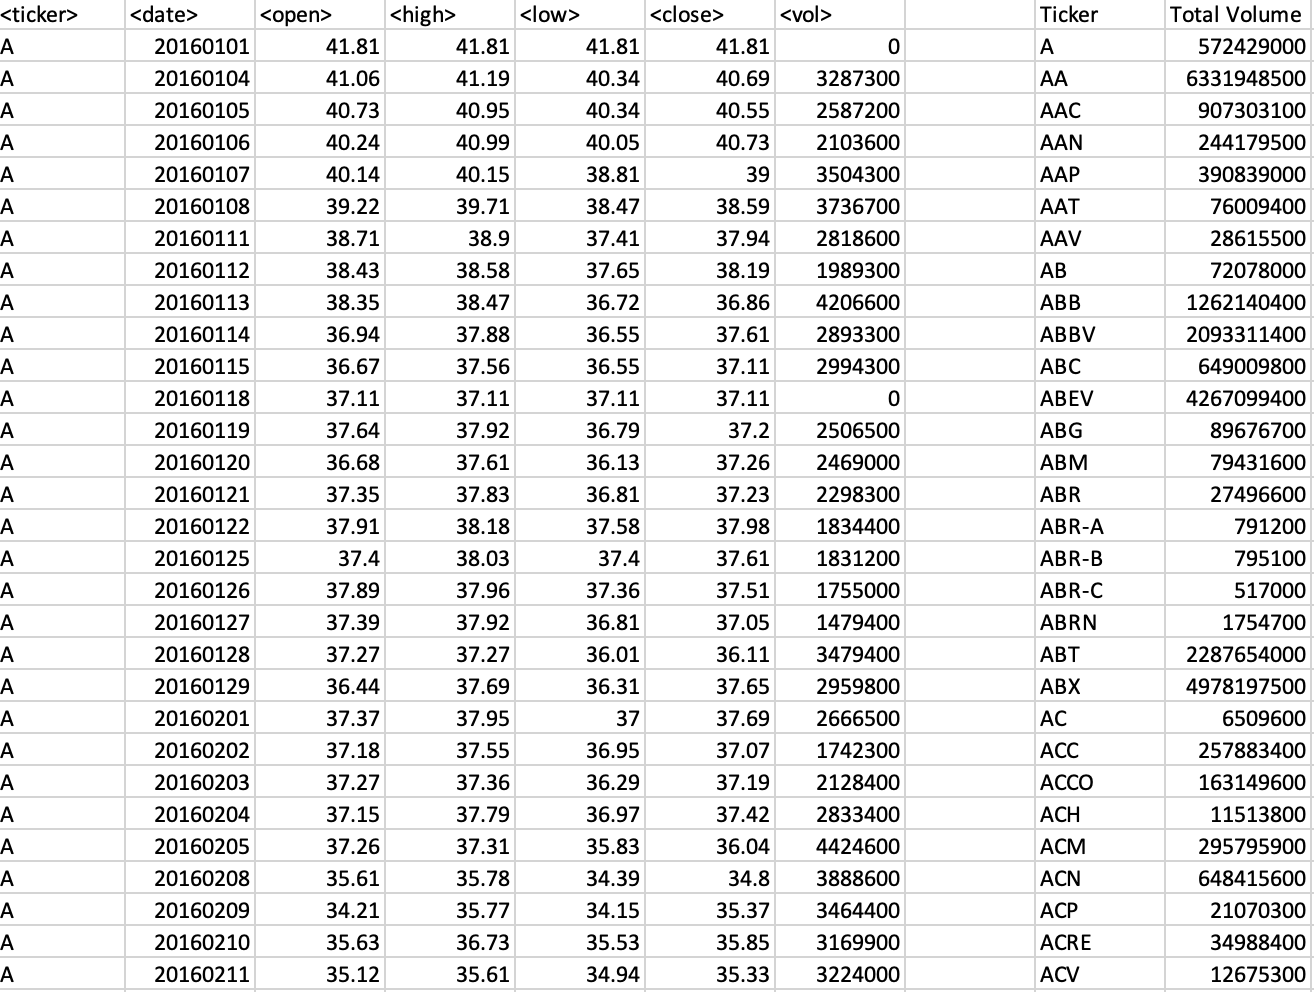 <ticker> <date> <open> <high> <low> <close> <vol> Ticker Total Volume
A 20160101 41.81 41.81 41.81 41.81 0 A 572429000
A 20160104 41.06 41.19 40.34 40.69 3287300 AA 6331948500
A 20160105 40.73 40.95 40.34 40.55 2587200 AAC 907303100
A 20160106 40.24 40.99 40.05 40.73 2103600 AAN 244179500
A 20160107 40.14 40.15 38.81 39 3504300 AAP 390839000
A 20160108 39.22 39.71 38.47 38.59 3736700 AAT 76009400
A 20160111 38.71 38.9 37.41 37.94 2818600 AAV 28615500
A 20160112 38.43 38.58 37.65 38.19 1989300 AB 72078000
A 20160113 38.35 38.47 36.72 36.86 4206600 ABB 1262140400
A 20160114 36.94 37.88 36.55 37.61 2893300 ABBV 2093311400
A 20160115 36.67 37.56 36.55 37.11 2994300 ABC 649009800
A 20160118 37.11 37.11 37.11 37.11 0 ABEV 4267099400
A 20160119 37.64 37.92 36.79 37.2 2506500 ABG 89676700
A 20160120 36.68 37.61 36.13 37.26 2469000 ABM 79431600
A 20160121 37.35 37.83 36.81 37.23 2298300 ABR 27496600
A 20160122 37.91 38.18 37.58 37.98 1834400 ABR-A 791200
A 20160125 37.4 38.03 37.4 37.61 1831200 ABR-B 795100
A 20160126 37.89 37.96 37.36 37.51 1755000 ABR-C 517000
A 20160127 37.39 37.92 36.81 37.05 1479400 ABRN 1754700
A 20160128 37.27 37.27 36.01 36.11 3479400 ABT 2287654000
A 20160129 36.44 37.69 36.31 37.65 2959800 ABX 4978197500
A 20160201 37.37 37.95 37 37.69 2666500 AC 6509600
A 20160202 37.18 37.55 36.95 37.07 1742300 ACC 257883400
A 20160203 37.27 37.36 36.29 37.19 2128400 ACCO 163149600
A 20160204 37.15 37.79 36.97 37.42 2833400 ACH 11513800
A 20160205 37.26 37.31 35.83 36.04 4424600 ACM 295795900
A 20160208 35.61 35.78 34.39 34.8 3888600 ACN 648415600
A 20160209 34.21 35.77 34.15 35.37 3464400 ACP 21070300
A 20160210 35.63 36.73 35.53 35.85 3169900 ACRE 34988400
A 20160211 35.12 35.61 34.94 35.33 3224000 ACV 12675300